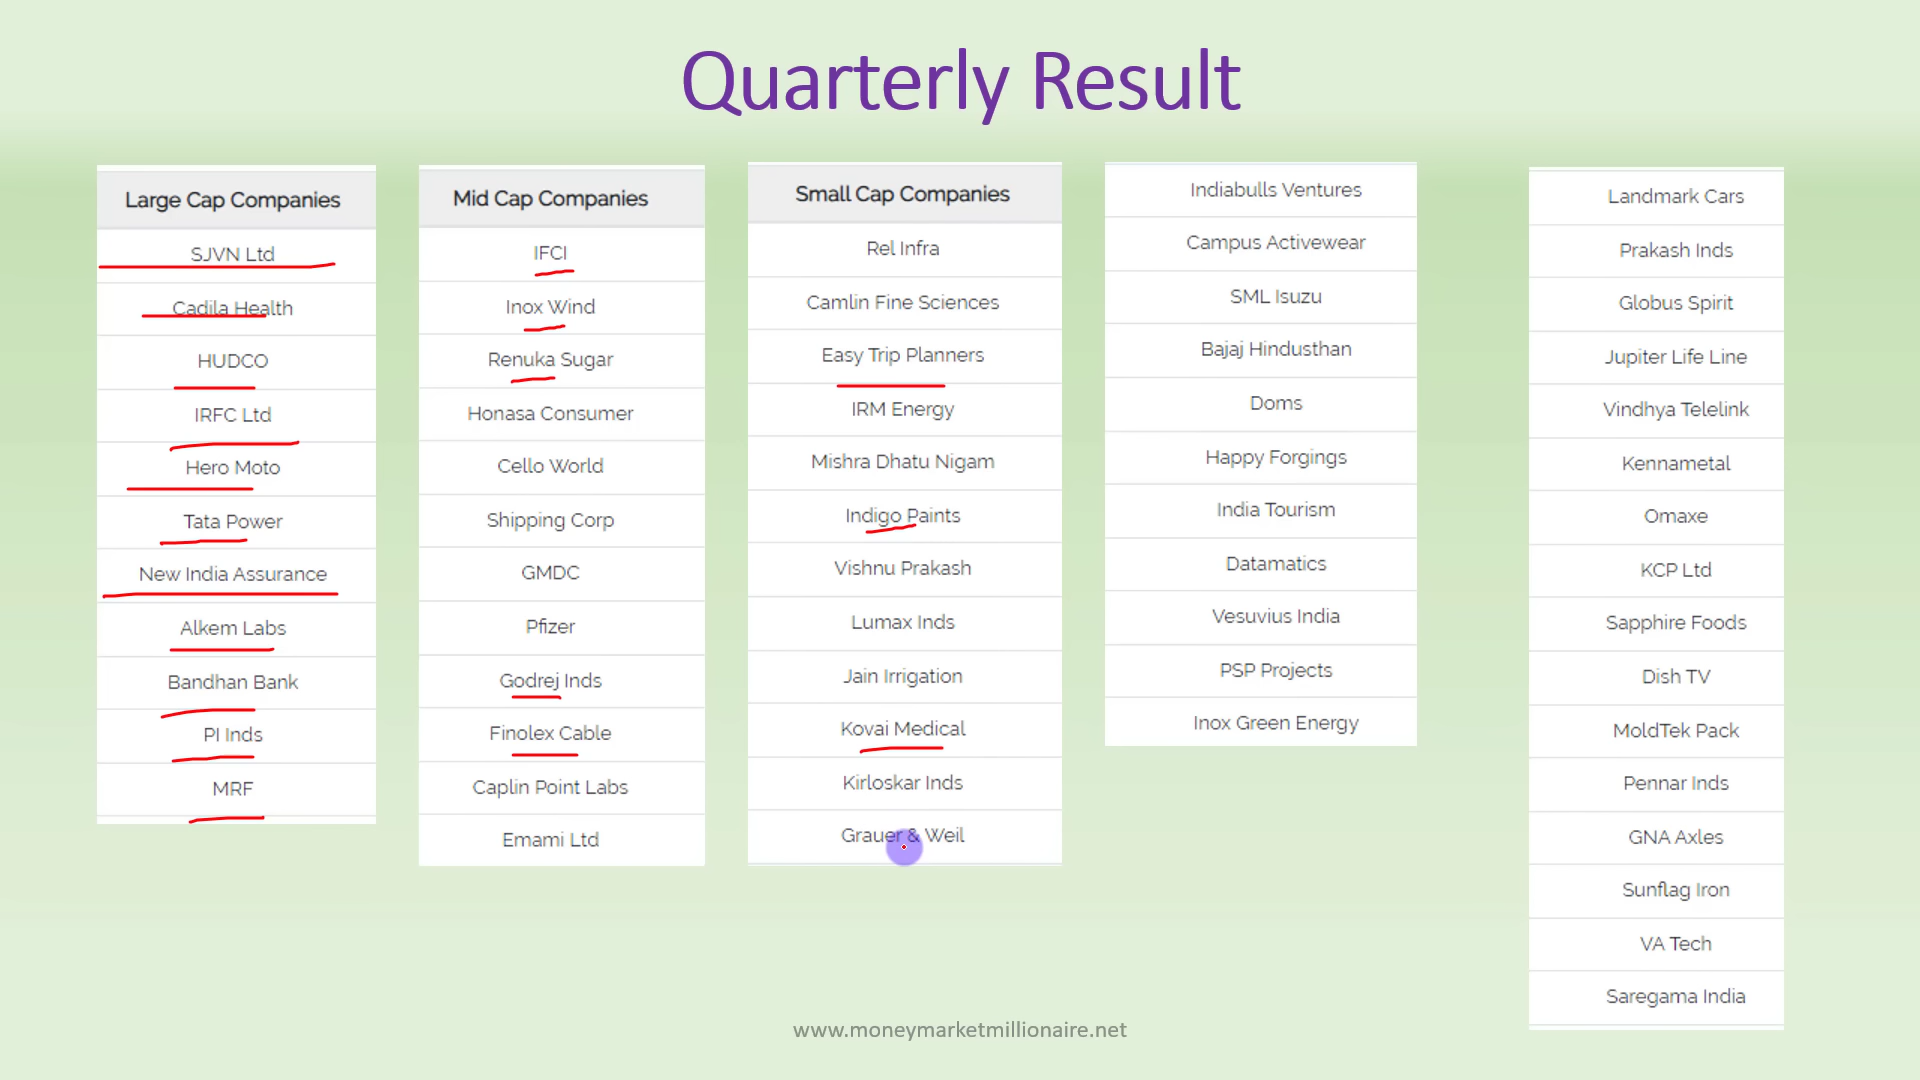 Quarterly Result
Large Cap Companies
SJVN Ltd
Cadila Health
HUDCO
IRFC Ltd
Hero Moto
Tata Power
New India Assurance
Alkem Labs
Bandhan Bank
PI Inds
MRF
Mid Cap Companies
IFCI
Inox Wind
Renuka Sugar
Honasa Consumer
Cello World
Shipping Corp
GMDC
Pfizer
Godrej Inds
Finolex Cable
Caplin Point Labs
Emami Ltd
Small Cap Companies
Rel Infra
Camlin Fine Sciences
Easy Trip Planners
IRM Energy
Mishra Dhatu Nigam
Indigo Paints
Vishnu Prakash
Lumax Inds
Jain Irrigation
Kovai Medical
Kirloskar Inds
Grauer & Weil
Indiabulls Ventures
Campus Activewear
SML Isuzu
Bajaj Hindusthan
Doms
Happy Forgings
India Tourism
Datamatics
Vesuvius India
PSP Projects
Inox Green Energy
Landmark Cars
Prakash Inds
Globus Spirit
Jupiter Life Line
Vindhya Telelink
Kennametal
Omaxe
KCP Ltd
Sapphire Foods
Dish TV
MoldTek Pack
Pennar Inds
GNA Axles
Sunflag Iron
VA Tech
Saregama India
www.moneymarketmillionaire.net